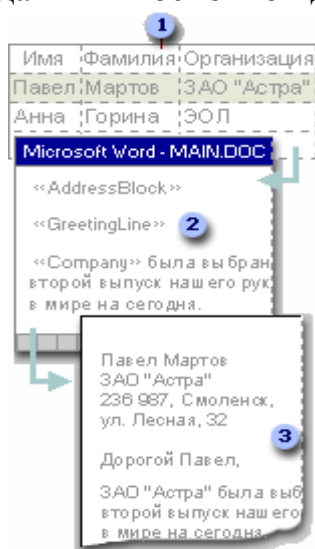 1
Имя Фамилия Организация
Павел Мартов ЗАО "Астра"
Анна Горина ЭОЛ
Microsoft Word - MAIN.DOC
«AddressBlock»
«GreetingLine» 2
«Company» была выбран
второй выпуск нашего рук
в мире на сегодня.
Павел Мартов
ЗАО "Астра"
236 987, Смоленск,
ул. Лесная, 32
3
Дорогой Павел,
ЗАО "Астра" была выб
второй выпуск нашего
в мире на сегодня.